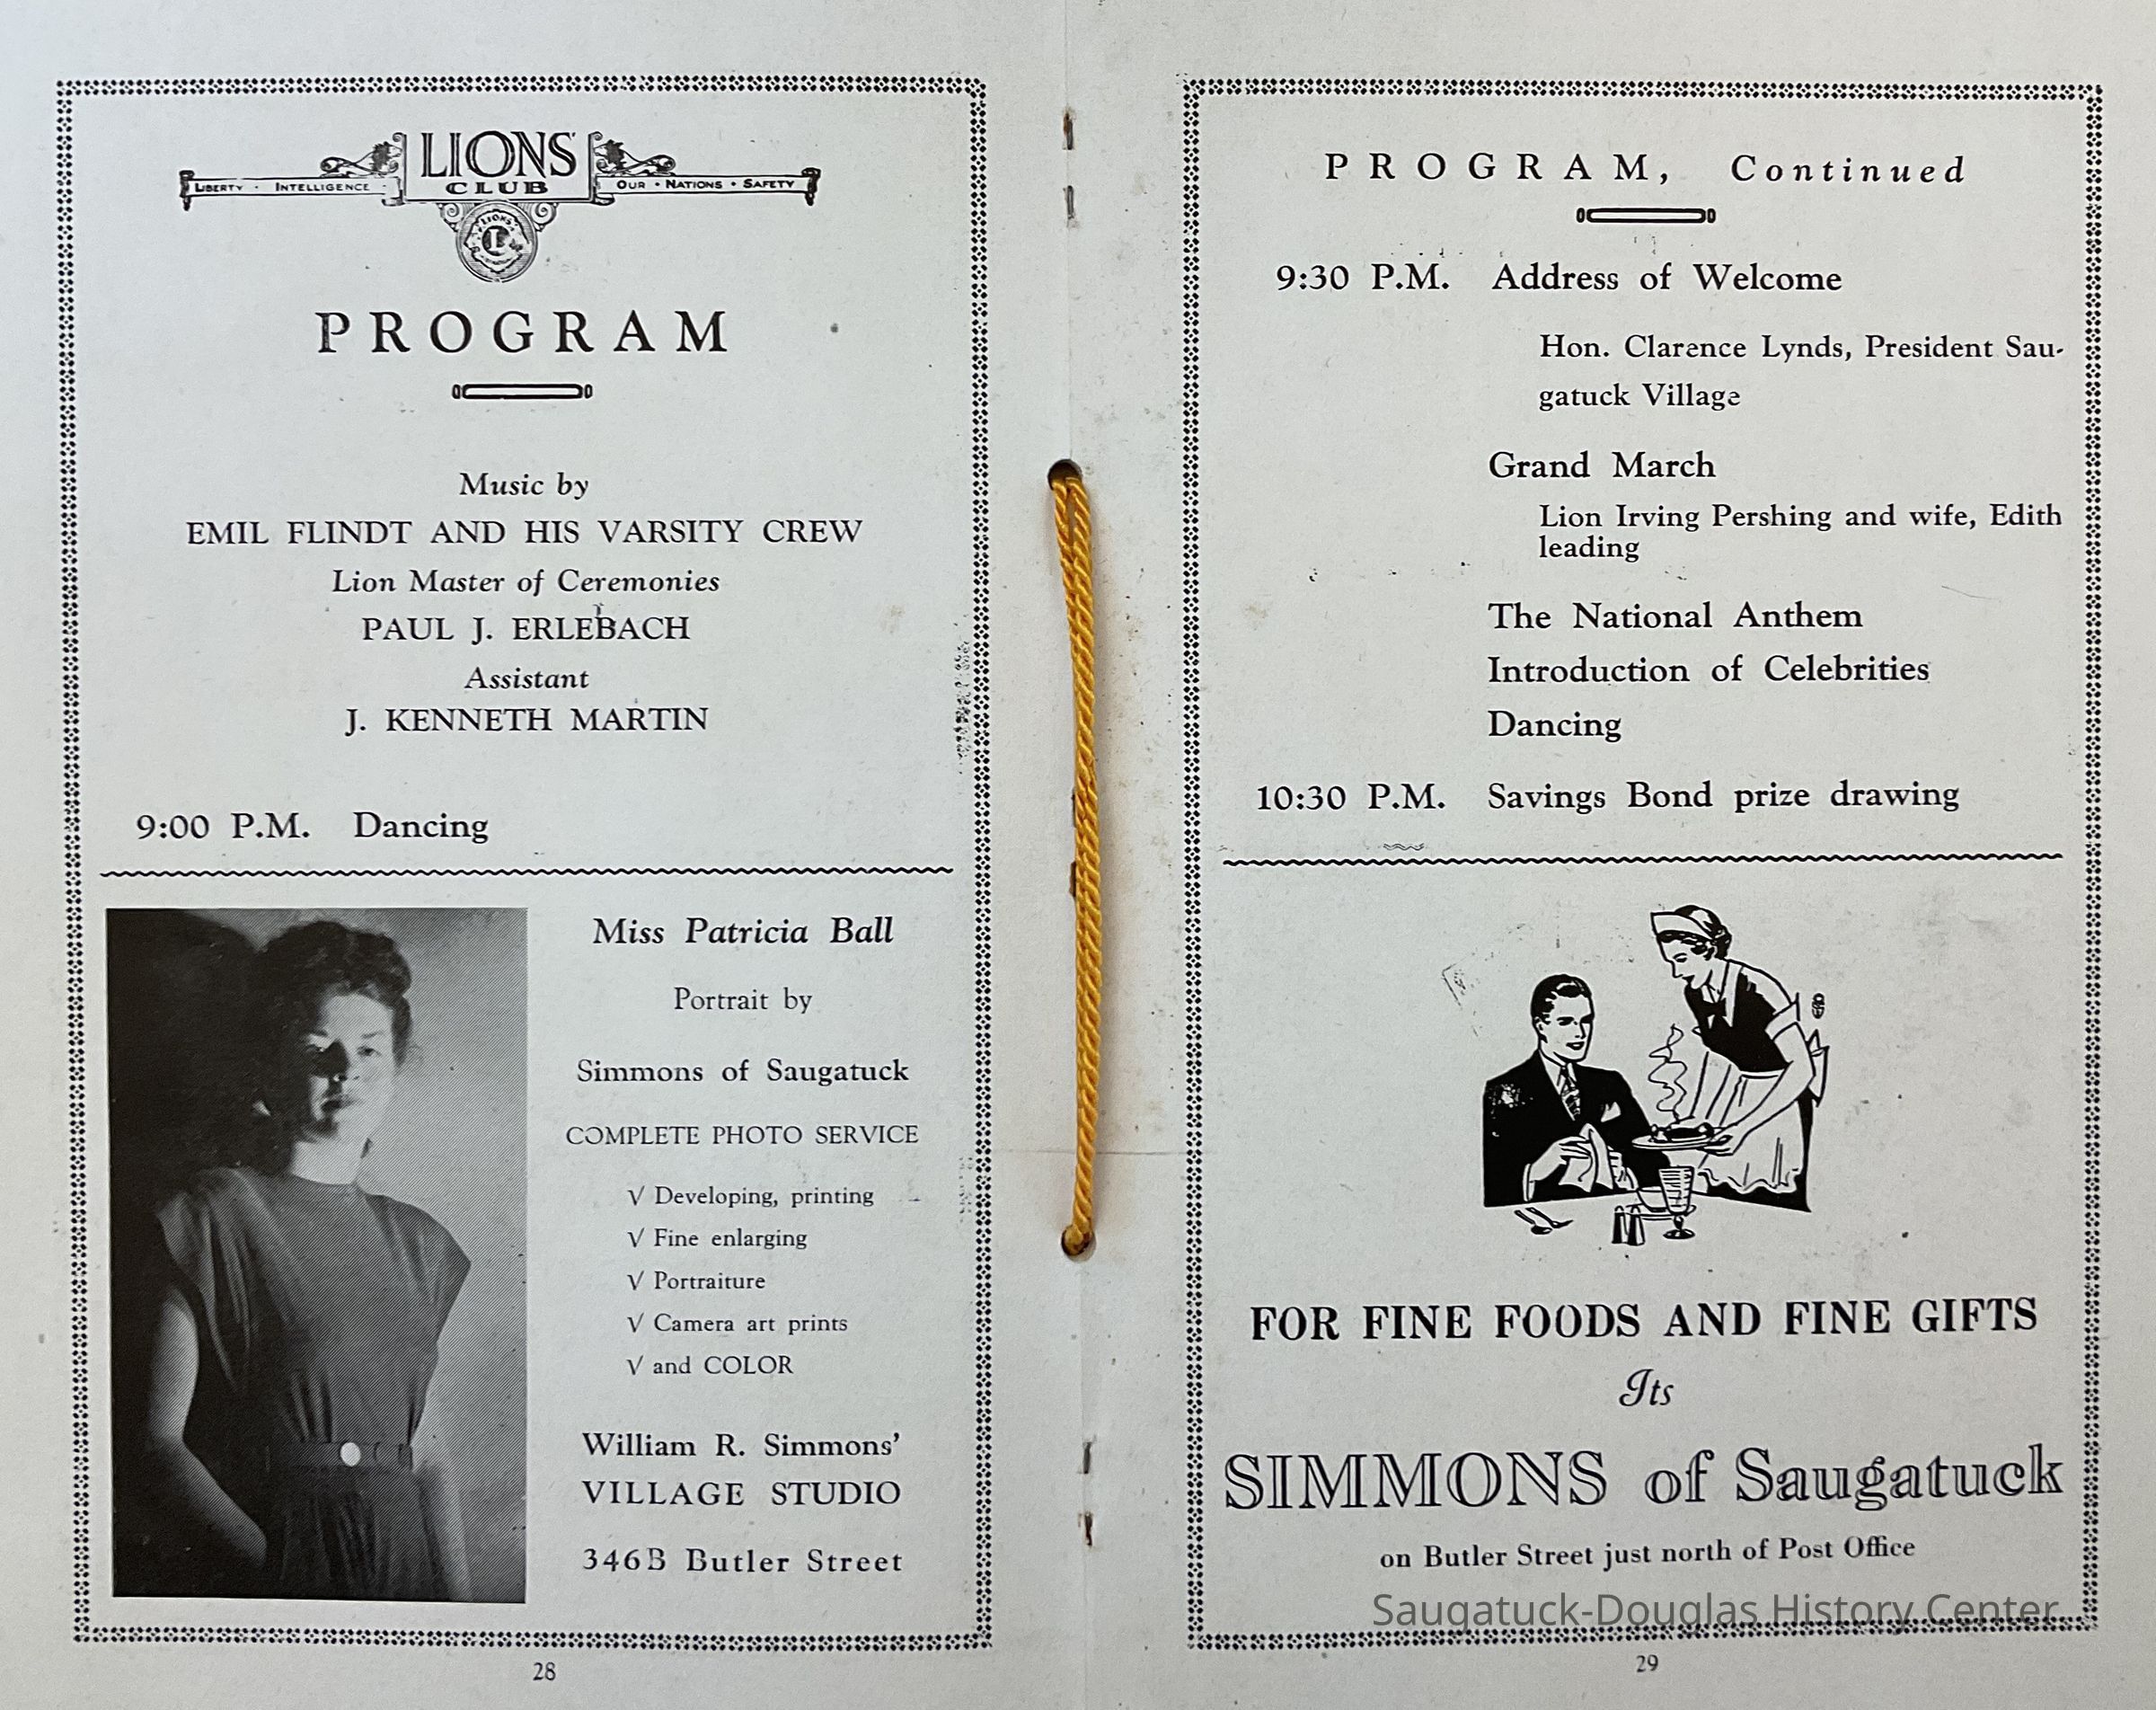 LIONS'
CLUB
LIBERTY · INTELLIGENCE · OUR · NATIONS · SAFETY
LIONS
L
PROGRAM
Music by
EMIL FLINDT AND HIS VARSITY CREW
Lion Master of Ceremonies
PAUL J. ERLEBACH
Assistant
J. KENNETH MARTIN
9:00 P.M. Dancing
Miss Patricia Ball
Portrait by
Simmons of Saugatuck
COMPLETE PHOTO SERVICE
√ Developing, printing
√ Fine enlarging
√ Portraiture
√ Camera art prints
√ and COLOR
William R. Simmons'
VILLAGE STUDIO
346B Butler Street
28
PROGRAM, Continued
9:30 P.M. Address of Welcome
Hon. Clarence Lynds, President Sau-
gatuck Village
Grand March
Lion Irving Pershing and wife, Edith
leading
The National Anthem
Introduction of Celebrities
Dancing
10:30 P.M. Savings Bond prize drawing
FOR FINE FOODS AND FINE GIFTS
Its
SIMMONS of Saugatuck
on Butler Street just north of Post Office
Saugatuck-Douglas History Center
29